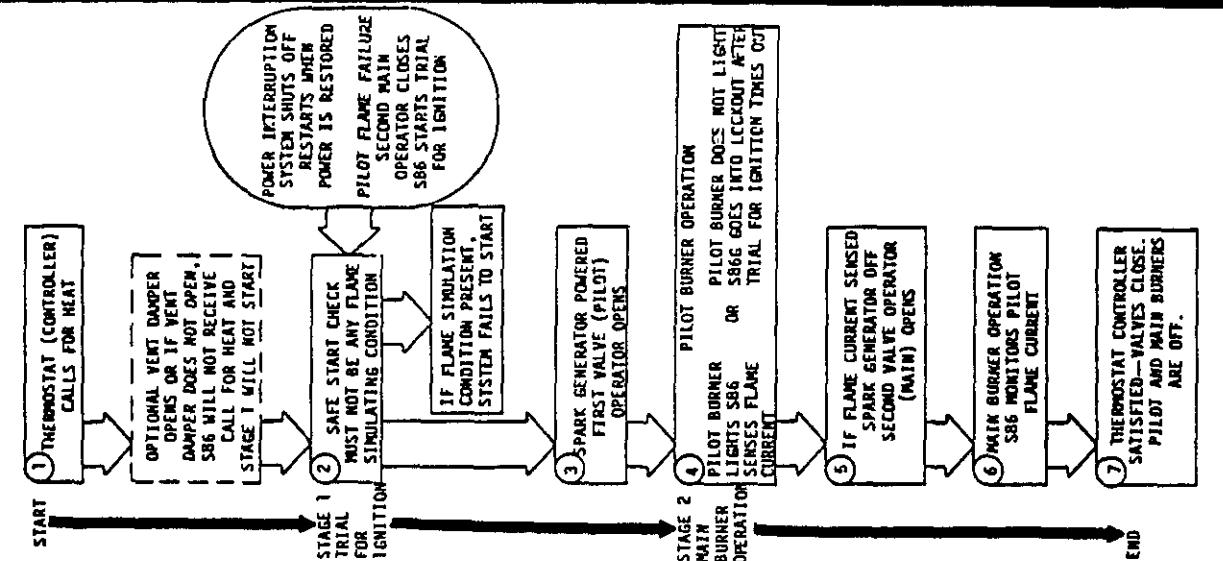 START
1 THERMOSTAT (CONTROLLER)
CALLS FOR HEAT
OPTIONAL VENT DAMPER
OPENS OR IF VENT
DAMPER DOES NOT OPEN,
S86 WILL NOT RECEIVE
CALL FOR HEAT AND
STAGE I WILL NOT START
POWER INTERRUPTION
SYSTEM SHUTS OFF
RESTARTS WHEN
POWER IS RESTORED
PILOT FLAME FAILURE
SECOND MAIN
OPERATOR CLOSES
S86 STARTS TRIAL
FOR IGNITION
STAGE 1
TRIAL
FOR
IGNITION
2 SAFE START CHECK
MUST NOT BE ANY FLAME
SIMULATING CONDITION
IF FLAME SIMULATION
CONDITION PRESENT,
SYSTEM FAILS TO START
3 SPARK GENERATOR POWERED
FIRST VALVE (PILOT)
OPERATOR OPENS
STAGE 2
MAIN
BURNER
OPERATION
4 PILOT BURNER OPERATION
PILOT BURNER
LIGHTS S86
SENSES FLAME
CURRENT
OR
PILOT BURNER DOES NOT LIGHT
S86G GOES INTO LOCKOUT AFTER
TRIAL FOR IGNITION TIMES OUT
5 IF FLAME CURRENT SENSED
SPARK GENERATOR OFF
SECOND VALVE OPERATOR
(MAIN) OPENS
6 MAIN BURNER OPERATION
S86 MONITORS PILOT
FLAME CURRENT
7 THERMOSTAT CONTROLLER
SATISFIED—VALVES CLOSE.
PILOT AND MAIN BURNERS
ARE OFF.
END